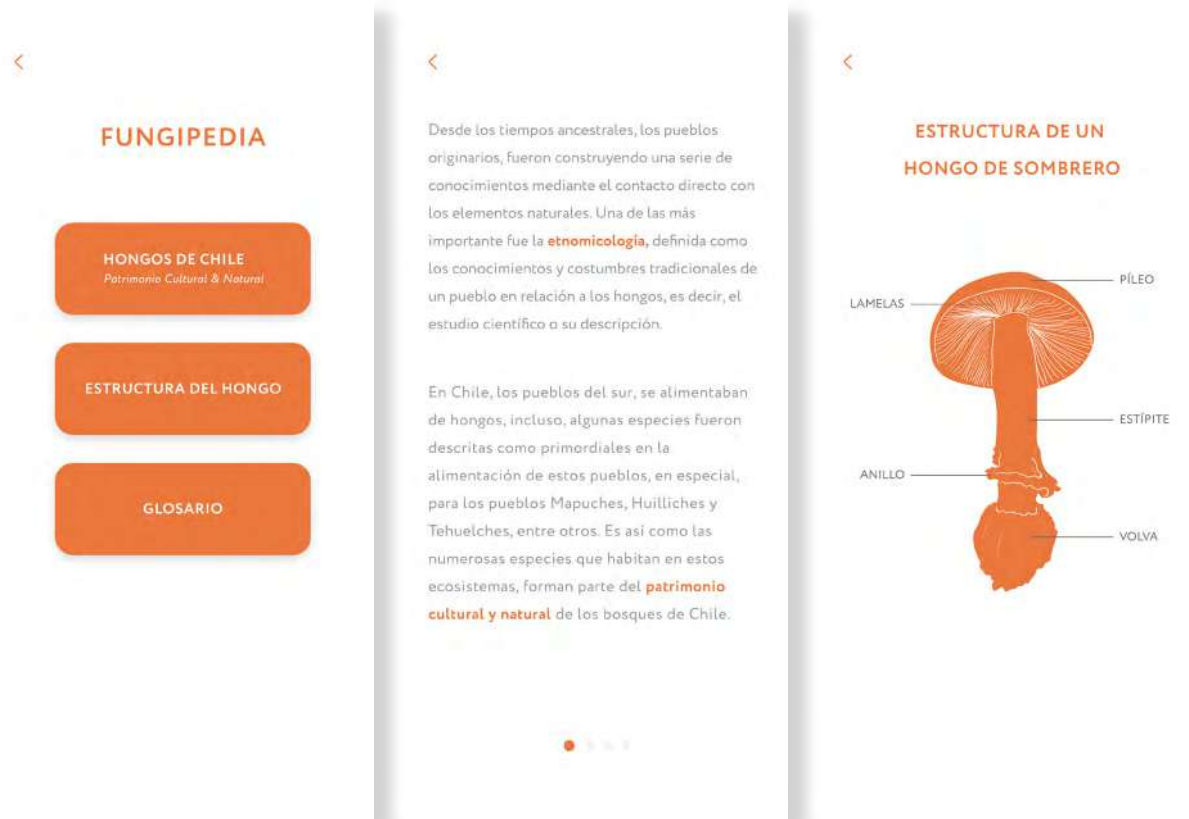 FUNGIPEDIA
HONGOS DE CHILE
Patrimonio Cultural & Natural
ESTRUCTURA DEL HONGO
GLOSARIO
Desde los tiempos ancestrales, los pueblos
originarios, fueron construyendo una serie de
conocimientos mediante el contacto directo con
los elementos naturales. Una de las más
importante fue la etnomicología, definida como
los conocimientos y costumbres tradicionales de
un pueblo en relación a los hongos, es decir, el
estudio científico o su descripción.
En Chile, los pueblos del sur, se alimentaban
de hongos, incluso, algunas especies fueron
descritas como primordiales en la
alimentación de estos pueblos, en especial,
para los pueblos Mapuches, Huilliches y
Tehuelches, entre otros. Es así como las
numerosas especies que habitan en estos
ecosistemas, forman parte del patrimonio
cultural y natural de los bosques de Chile.
ESTRUCTURA DE UN
HONGO DE SOMBRERO
PÍLEO
LAMELAS
ESTÍPITE
ANILLO
VOLVA